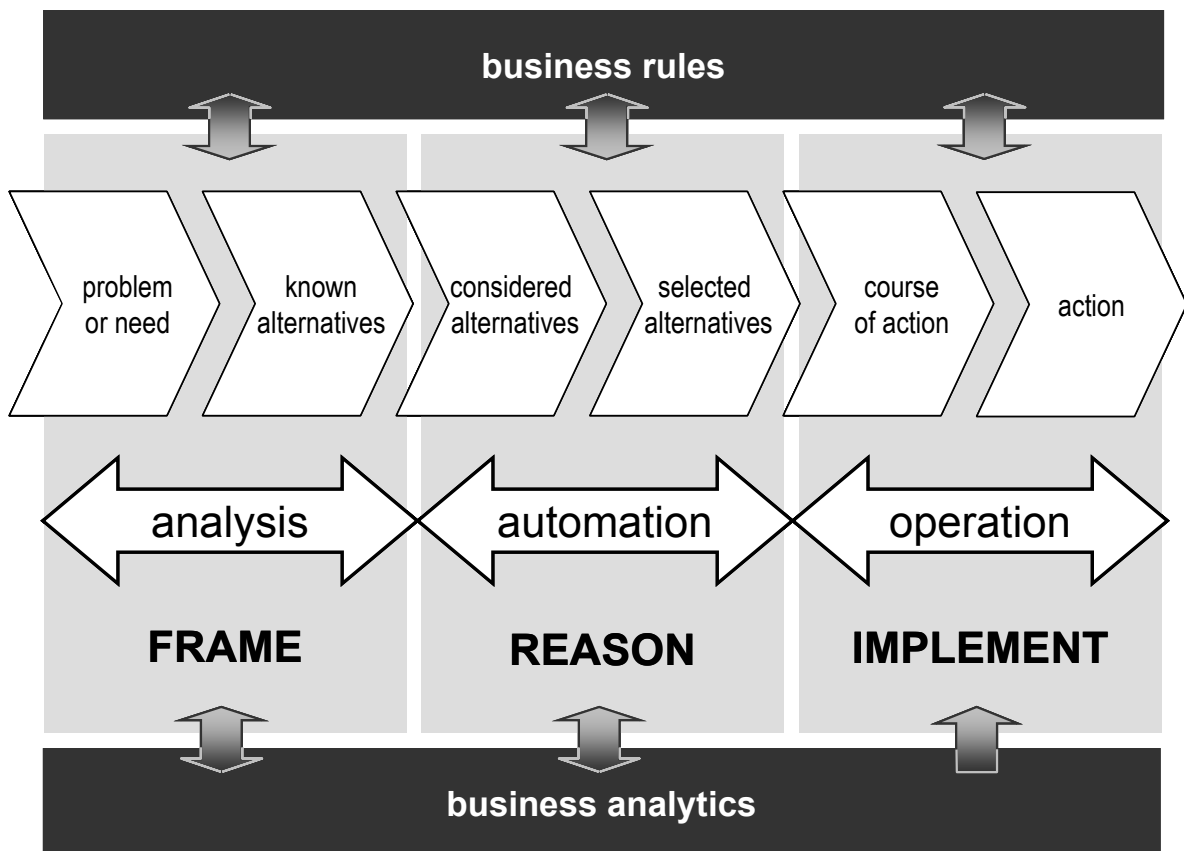 business rules
problem
or need
known
alternatives
considered
alternatives
selected
alternatives
course
of action
action
analysis
automation
operation
FRAME
REASON
IMPLEMENT
business analytics